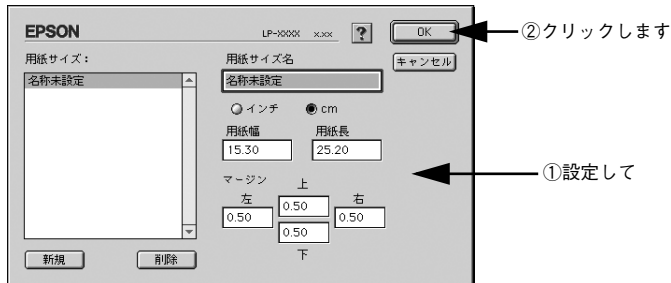 EPSON
LP-XXXX x.xx
?
OK
②クリックします
用紙サイズ：
用紙サイズ名
キャンセル
名称未設定
名称未設定
インチ
cm
用紙幅
用紙長
15.30
25.20
①設定して
マージン
上
左
右
0.50
0.50
0.50
0.50
下
新規
削除